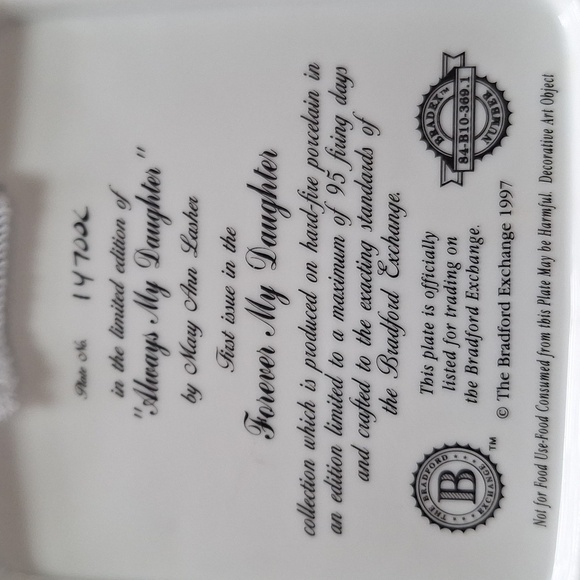 Plate No. 14700C
in the limited edition of
"Always My Daughter"
by May Ann Lasher
First issue in the
Forever My Daughter
collection which is produced on hard-fire porcelain in
an edition limited to a maximum of 95 firing days
and crafted to the exacting standards of
the Bradford Exchange.
BRADEX™
84-B10-369.1
NUMBER
This plate is officially
listed for trading on
the Bradford Exchange.
THE BRADFORD
B
EXCHANGE
™
© The Bradford Exchange 1997
Not for Food Use-Food Consumed from this Plate May be Harmful. Decorative Art Object